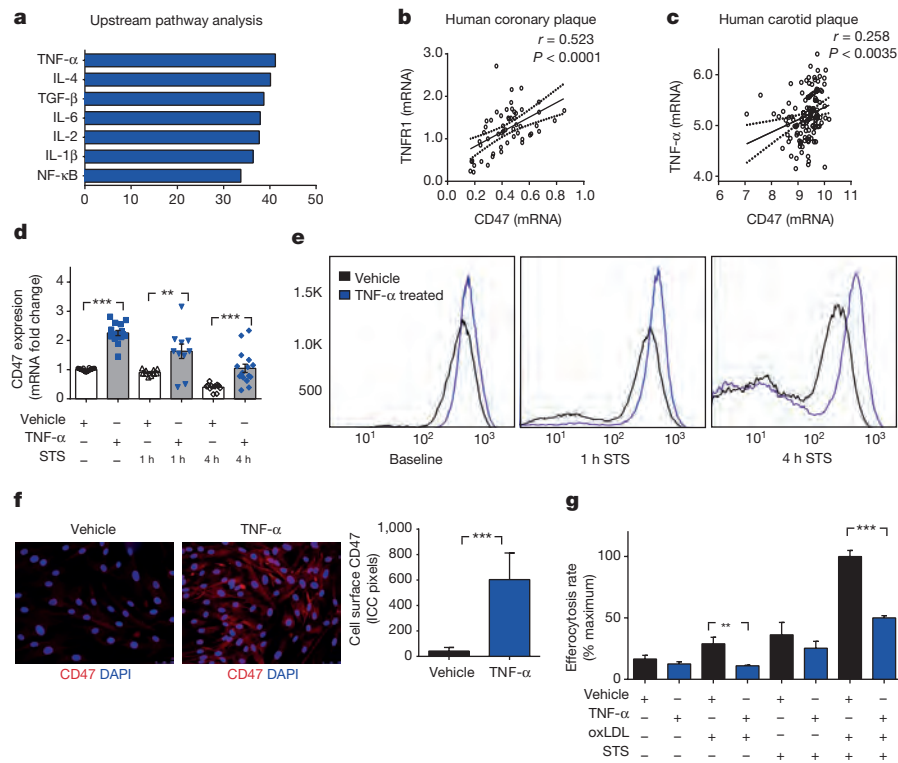 a
Upstream pathway analysis
TNF-α
IL-4
TGF-β
IL-6
IL-2
IL-1β
NF-κB
0 10 20 30 40 50
b
Human coronary plaque
r = 0.523
P < 0.0001
TNFR1 (mRNA)
3.0
2.0
1.0
0.0
0.0 0.2 0.4 0.6 0.8 1.0
CD47 (mRNA)
c
Human carotid plaque
r = 0.258
P < 0.0035
TNF-α (mRNA)
6.0
5.0
4.0
6 7 8 9 10 11
CD47 (mRNA)
d
CD47 expresion
(mRNA fold change)
4
3
2
1
0
*** ** ***
Vehicle + – + – + –
TNF-α – + – + – +
STS – – 1 h 1 h 4 h 4 h
e
Vehicle
TNF-α treated
1.5K
1.0K
500
10¹ 10² 10³ 10¹ 10² 10³ 10¹ 10² 10³
Baseline 1 h STS 4 h STS
f
Vehicle TNF-α
CD47 DAPI CD47 DAPI
Cell surface CD47
(ICC pixels)
1,000
800
600
400
200
0
***
Vehicle TNF-α
g
Efferocytosis rate
(% maximum)
100
50
0
** ***
Vehicle + – + – + – + –
TNF-α – + – + – + – +
oxLDL – – + + – – + +
STS – – – – + + + +